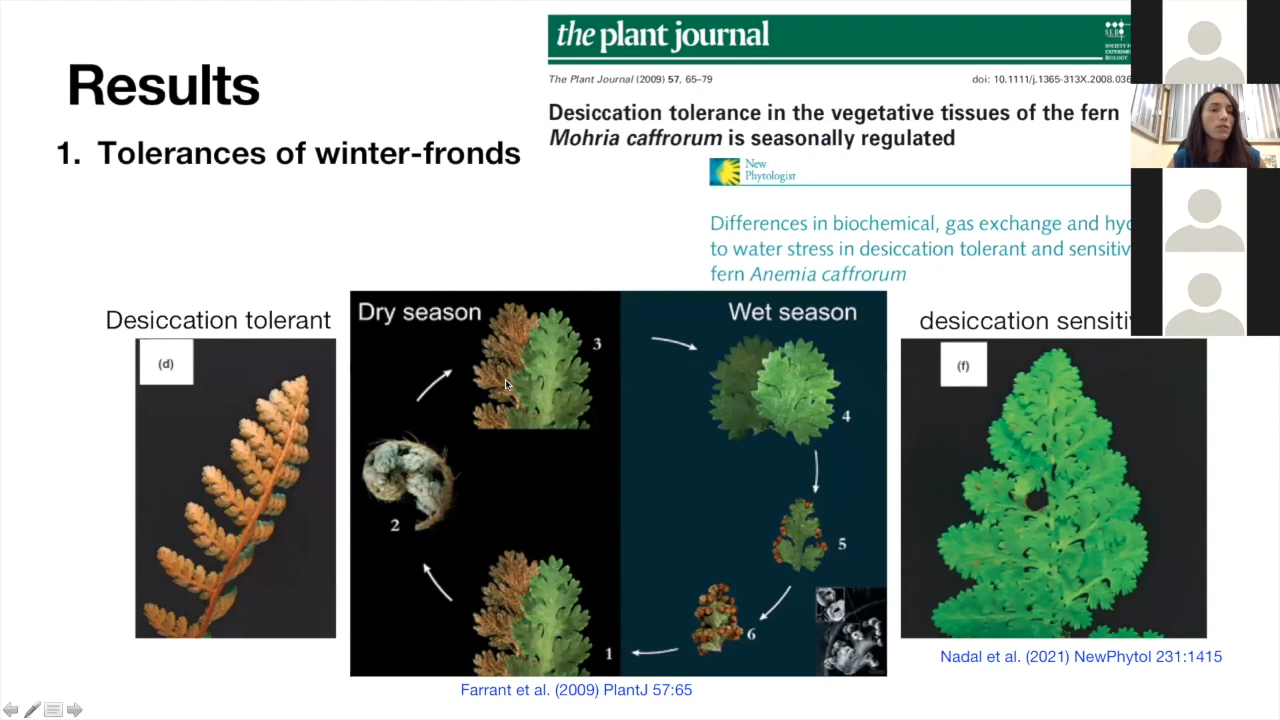 the plant journal
The Plant Journal (2009) 57, 65–79
doi: 10.1111/j.1365-313X.2008.036
Results
Desiccation tolerance in the vegetative tissues of the fern
Mohria caffrorum is seasonally regulated
1. Tolerances of winter-fronds
New
Phytologist
Differences in biochemical, gas exchange and hyd
to water stress in desiccation tolerant and sensitiv
fern Anemia caffrorum
Desiccation tolerant
Dry season
Wet season
desiccation sensitiv
(d)
3
4
(f)
2
5
6
1
Nadal et al. (2021) NewPhytol 231:1415
Farrant et al. (2009) PlantJ 57:65